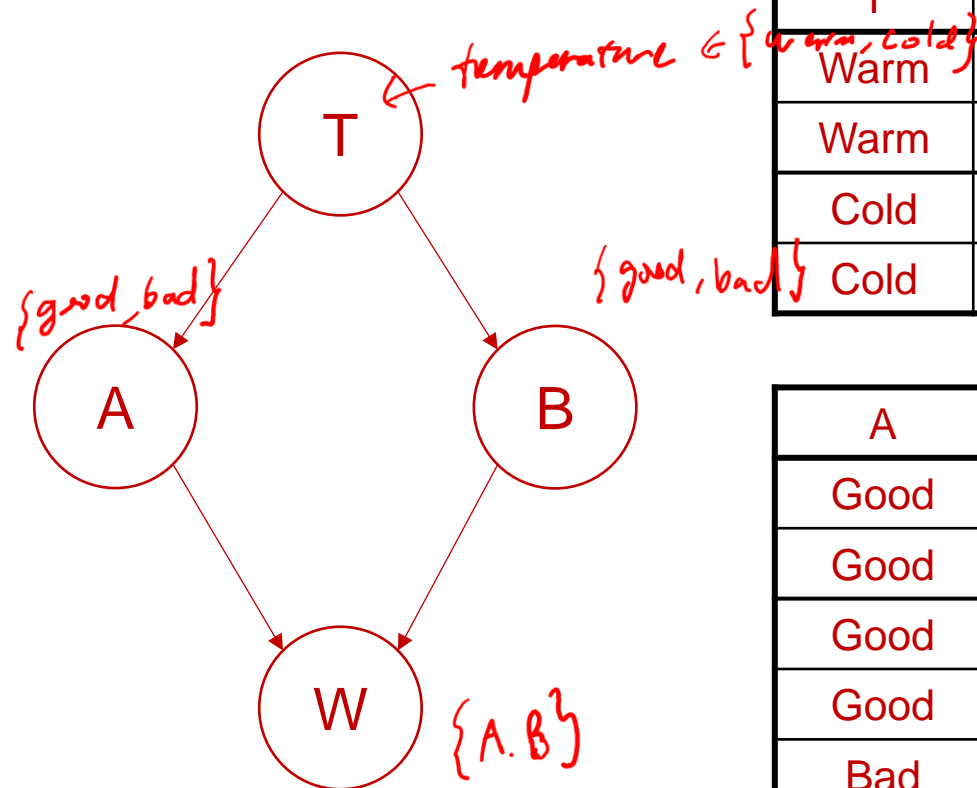 T
temperature ∈ {warm, cold}
T
Warm
Warm
Cold
Cold
{good, bad}
{good, bad}
A
B
A
Good
Good
Good
Good
Bad
W
{A.B}